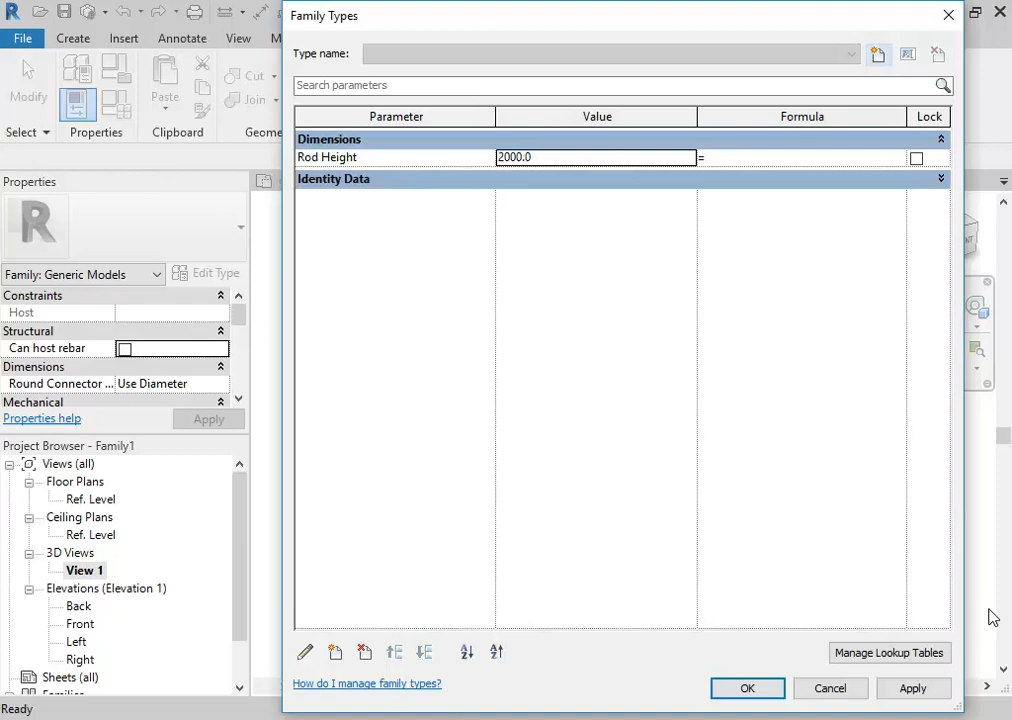 Family Types
File
Create
Insert
Annotate
View
M
Type name:
Modify
Paste
Cut
Join
Search parameters
Select
Properties
Clipboard
Geome
Parameter
Value
Formula
Lock
Dimensions
Rod Height
2000.0
=
Identity Data
Properties
Family: Generic Models
Edit Type
Constraints
Host
Structural
Can host rebar
Dimensions
Round Connector ...
Use Diameter
Mechanical
Properties help
Apply
Project Browser - Family1
Views (all)
Floor Plans
Ref. Level
Ceiling Plans
Ref. Level
3D Views
View 1
Elevations (Elevation 1)
Back
Front
Left
Right
Sheets (all)
Manage Lookup Tables
How do I manage family types?
OK
Cancel
Apply
Ready